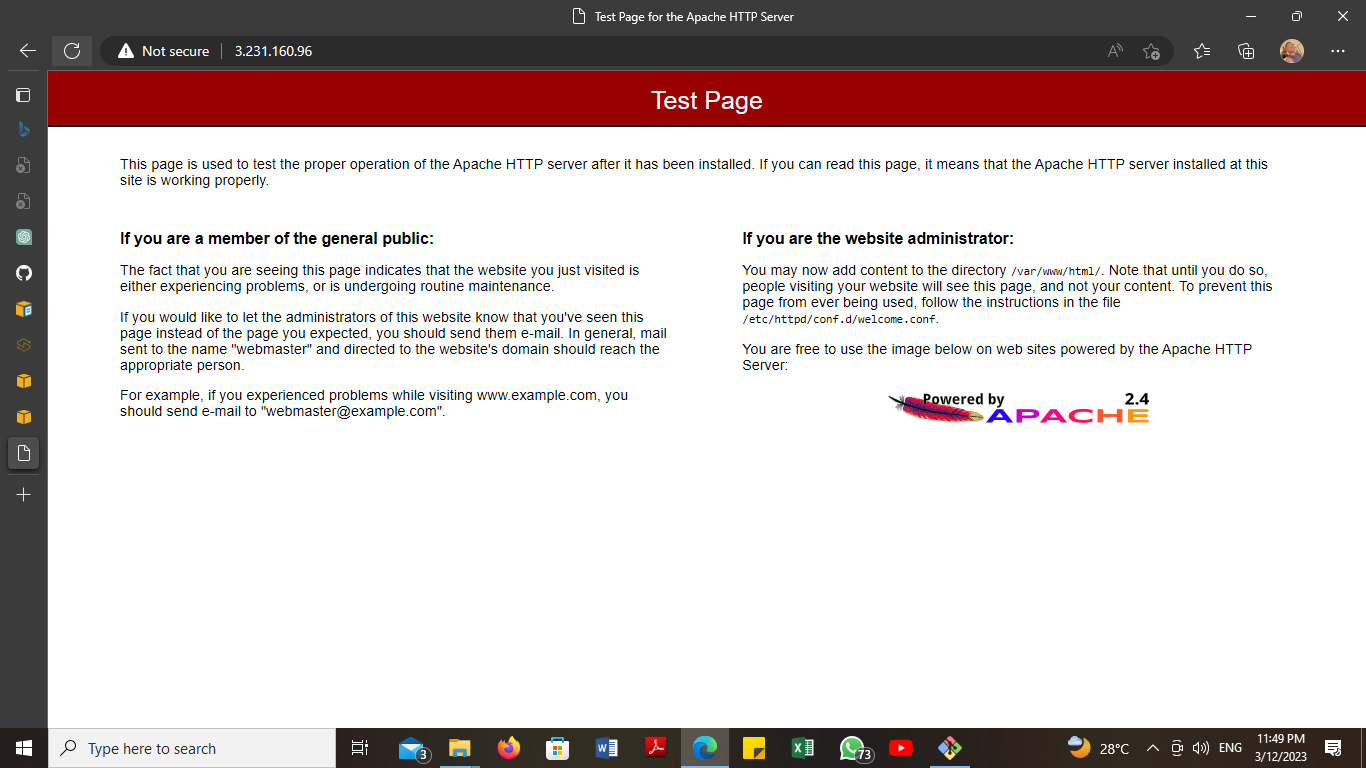 Test Page for the Apache HTTP Server
Not secure
3.231.160.96
Test Page
This page is used to test the proper operation of the Apache HTTP server after it has been installed. If you can read this page, it means that the Apache HTTP server installed at this
site is working properly.
If you are a member of the general public:
The fact that you are seeing this page indicates that the website you just visited is
either experiencing problems, or is undergoing routine maintenance.
If you would like to let the administrators of this website know that you've seen this
page instead of the page you expected, you should send them e-mail. In general, mail
sent to the name "webmaster" and directed to the website's domain should reach the
appropriate person.
For example, if you experienced problems while visiting www.example.com, you
should send e-mail to "webmaster@example.com".
If you are the website administrator:
You may now add content to the directory /var/www/html/. Note that until you do so,
people visiting your website will see this page, and not your content. To prevent this
page from ever being used, follow the instructions in the file
/etc/httpd/conf.d/welcome.conf.
You are free to use the image below on web sites powered by the Apache HTTP
Server:
Powered by 2.4
APACHE
Type here to search
3
73
28°C
ENG
11:49 PM
3/12/2023